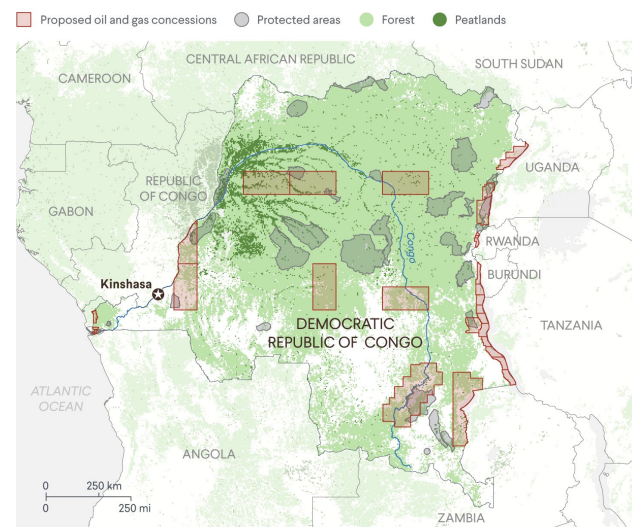 Proposed oil and gas concessions
Protected areas
Forest
Peatlands
CENTRAL AFRICAN REPUBLIC
SOUTH SUDAN
CAMEROON
UGANDA
REPUBLIC
OF CONGO
GABON
Congo
RWANDA
BURUNDI
Kinshasa
TANZANIA
DEMOCRATIC
REPUBLIC OF CONGO
ATLANTIC
OCEAN
ANGOLA
0 250 km
0 250 mi
ZAMBIA